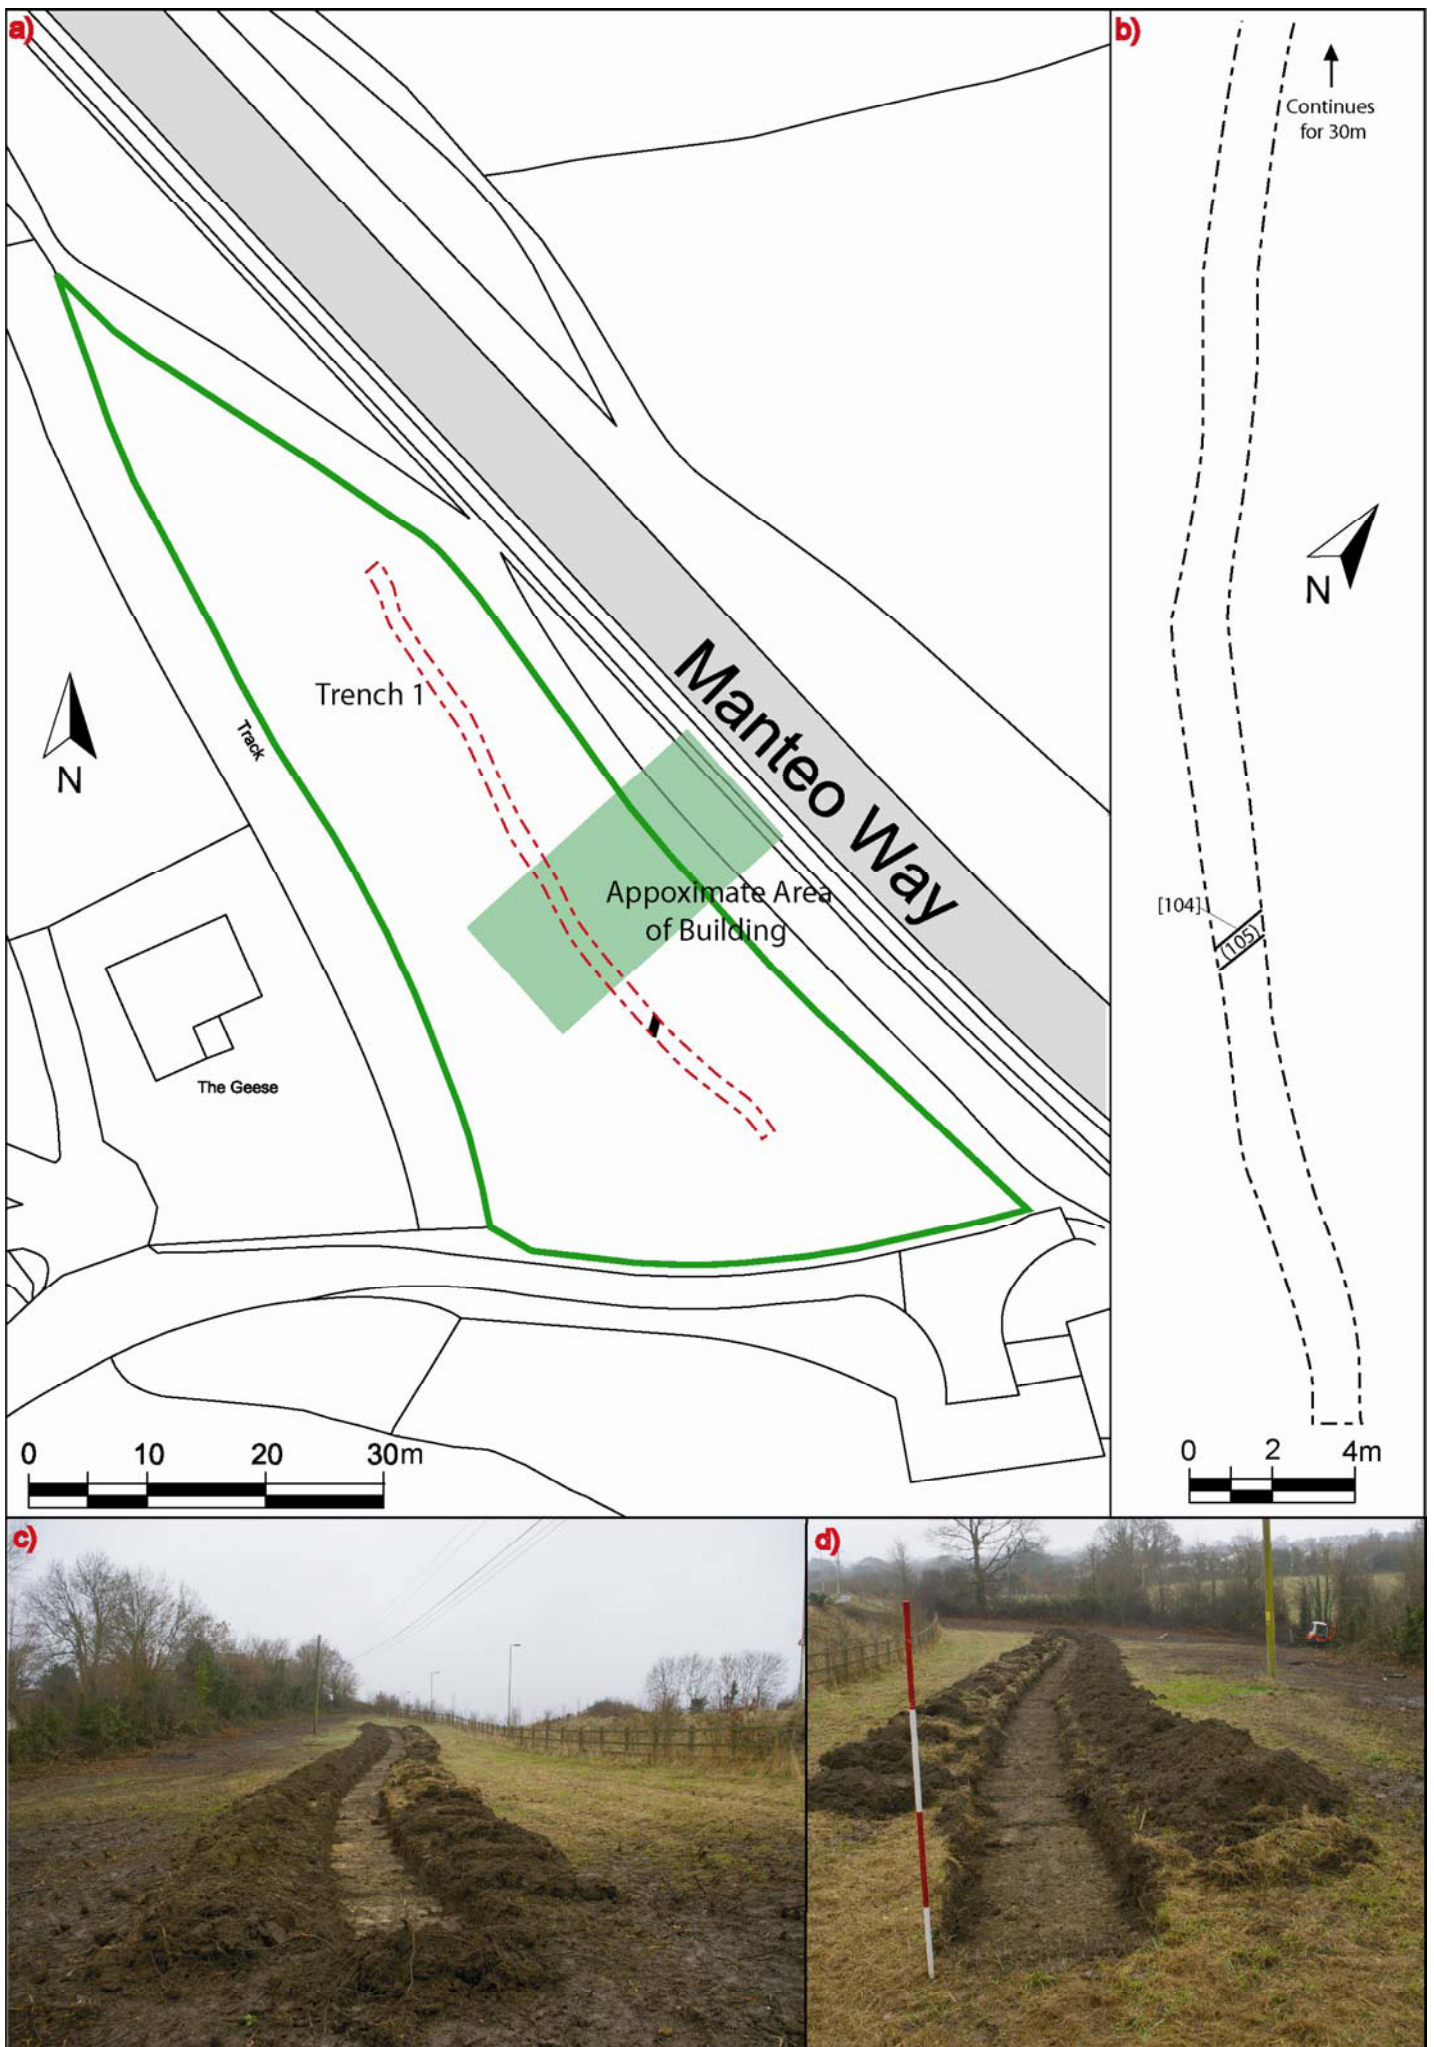 a)
Manteo Way
Trench 1
Track
N
Appoximate Area
of Building
The Geese
0 10 20 30m
b)
Continues
for 30m
N
[104]
(105)
0 2 4m
c)
d)